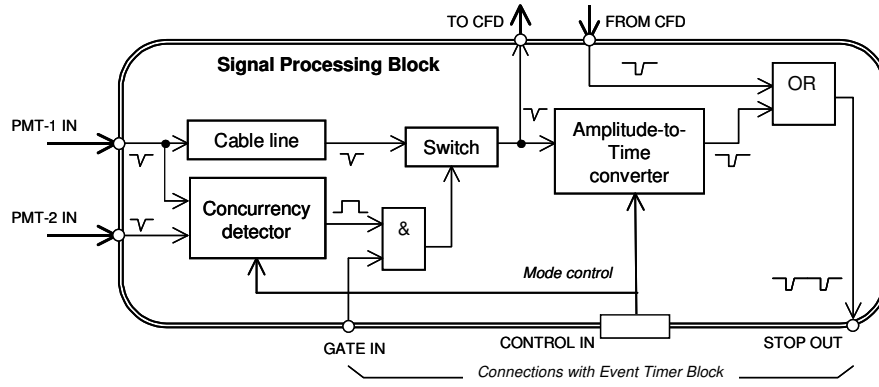 TO CFD
FROM CFD
Signal Processing Block
OR
PMT-1 IN
Cable line
Switch
Amplitude-to-
Time
converter
PMT-2 IN
Concurrency
detector
&
Mode control
GATE IN
CONTROL IN
STOP OUT
Connections with Event Timer Block